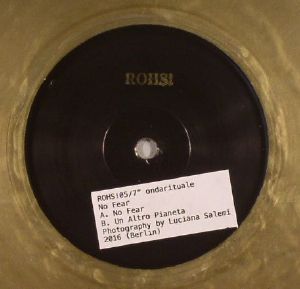 ROHS!
ROHS!05/7" ondarituale
No Fear
A. No Fear
B. Un Altro Pianeta
Photography by Luciana Salemi
2016 (Berlin)